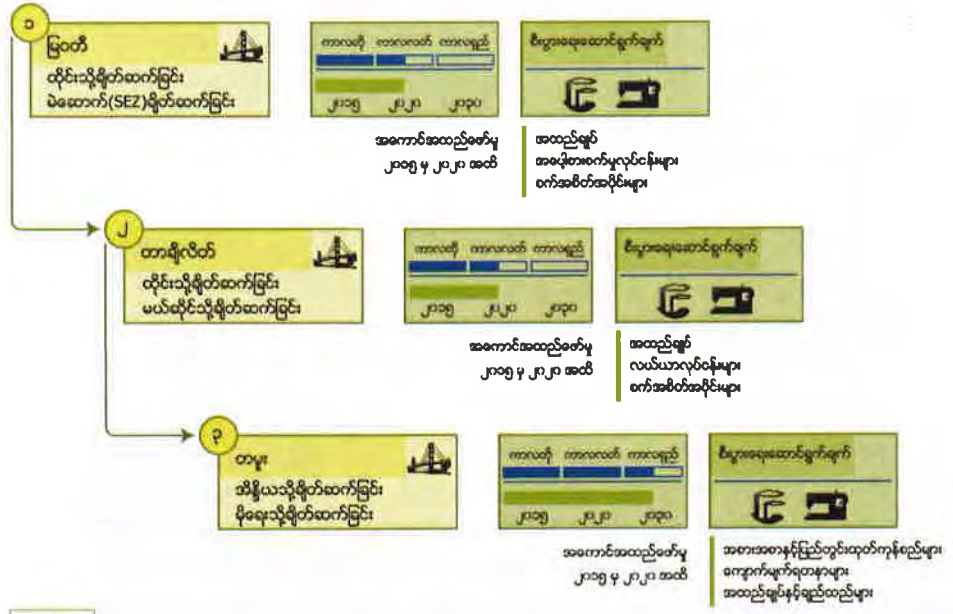 ၁
မြဝတီ
ထိုင်းသို့ချိတ်ဆက်ခြင်း
မဲဆောက်(SEZ)ချိတ်ဆက်ခြင်း
ကာလတို ကာလလတ် ကာလရှည်
၂၀၁၅ ၂၀၂၀ ၂၀၃၀
အကောင်အထည်ဖော်မှု
၂၀၁၅ မှ ၂၀၂၀ အထိ
စီးပွားရေးဆောင်ရွက်ချက်
အထည်ချုပ်
အပေါ့စားစက်မှုလုပ်ငန်းများ
စက်အစိတ်အပိုင်းများ
၂
တာချီလိတ်
ထိုင်းသို့ချိတ်ဆက်ခြင်း
မယ်ဆိုင်သို့ချိတ်ဆက်ခြင်း
ကာလတို ကာလလတ် ကာလရှည်
၂၀၁၅ ၂၀၂၀ ၂၀၃၀
အကောင်အထည်ဖော်မှု
၂၀၁၅ မှ ၂၀၂၀ အထိ
စီးပွားရေးဆောင်ရွက်ချက်
အထည်ချုပ်
လယ်ယာလုပ်ငန်းများ
စက်အစိတ်အပိုင်းများ
၃
တမူး
အိန္ဒိယသို့ချိတ်ဆက်ခြင်း
မိုရေးသို့ချိတ်ဆက်ခြင်း
ကာလတို ကာလလတ် ကာလရှည်
၂၀၁၅ ၂၀၂၀ ၂၀၃၀
အကောင်အထည်ဖော်မှု
၂၀၁၅ မှ ၂၀၂၀ အထိ
စီးပွားရေးဆောင်ရွက်ချက်
အစားအစာနှင့်ပြည်တွင်းထုတ်ကုန်စည်များ
ကျောက်မျက်ရတနာများ
အထည်ချုပ်နှင့်ချည်ထည်များ